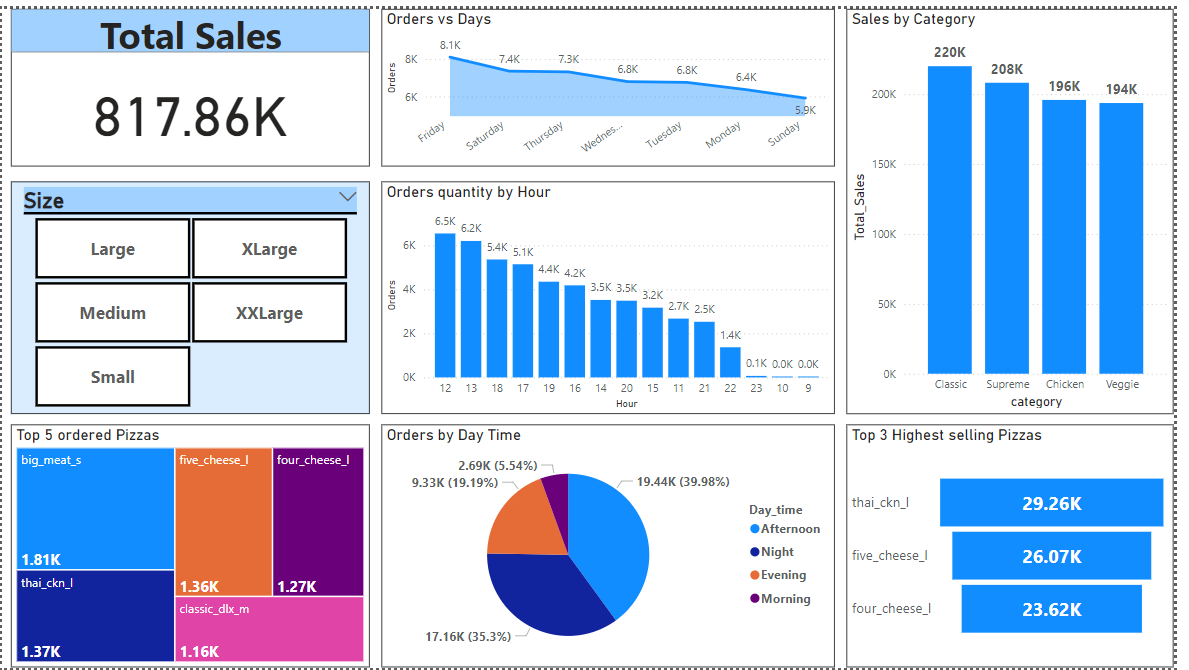 Total Sales
817.86K
Orders vs Days
Orders
8K
6K
8.1K
7.4K
7.3K
6.8K
6.8K
6.4K
5.9K
Friday
Saturday
Thursday
Wednes...
Tuesday
Monday
Sunday
Sales by Category
Total_Sales
200K
150K
100K
50K
0K
220K
208K
196K
194K
Classic
Supreme
Chicken
Veggie
category
Size
Large
XLarge
Medium
XXLarge
Small
Orders quantity by Hour
Orders
6K
4K
2K
0K
6.5K
6.2K
5.4K
5.1K
4.4K
4.2K
3.5K
3.5K
3.2K
2.7K
2.5K
1.4K
0.1K
0.0K
0.0K
12
13
18
17
19
16
14
20
15
11
21
22
23
10
9
Hour
Top 5 ordered Pizzas
big_meat_s
1.81K
thai_ckn_l
1.37K
five_cheese_l
1.36K
four_cheese_l
1.27K
classic_dlx_m
1.16K
Orders by Day Time
2.69K (5.54%)
9.33K (19.19%)
19.44K (39.98%)
17.16K (35.3%)
Day_time
Afternoon
Night
Evening
Morning
Top 3 Highest selling Pizzas
thai_ckn_l
29.26K
five_cheese_l
26.07K
four_cheese_l
23.62K